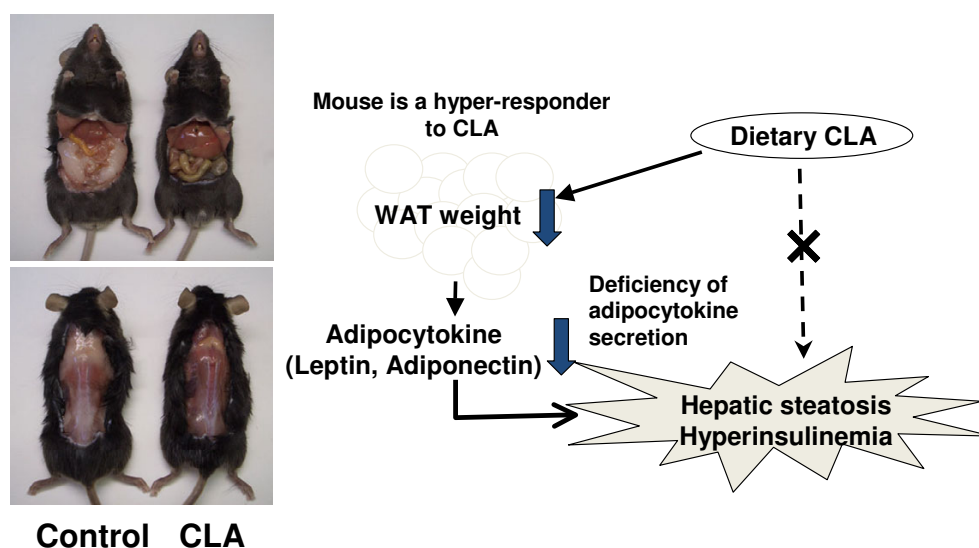 Mouse is a hyper-responder
to CLA
Dietary CLA
WAT weight
Deficiency of
adipocytokine
secretion
Adipocytokine
(Leptin, Adiponectin)
Hepatic steatosis
Hyperinsulinemia
Control CLA